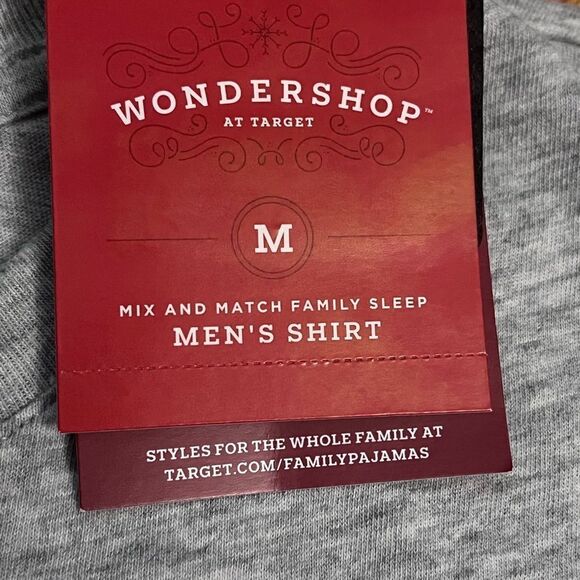 WONDERSHOP™
AT TARGET
M
MIX AND MATCH FAMILY SLEEP
MEN'S SHIRT
STYLES FOR THE WHOLE FAMILY AT
TARGET.COM/FAMILYPAJAMAS